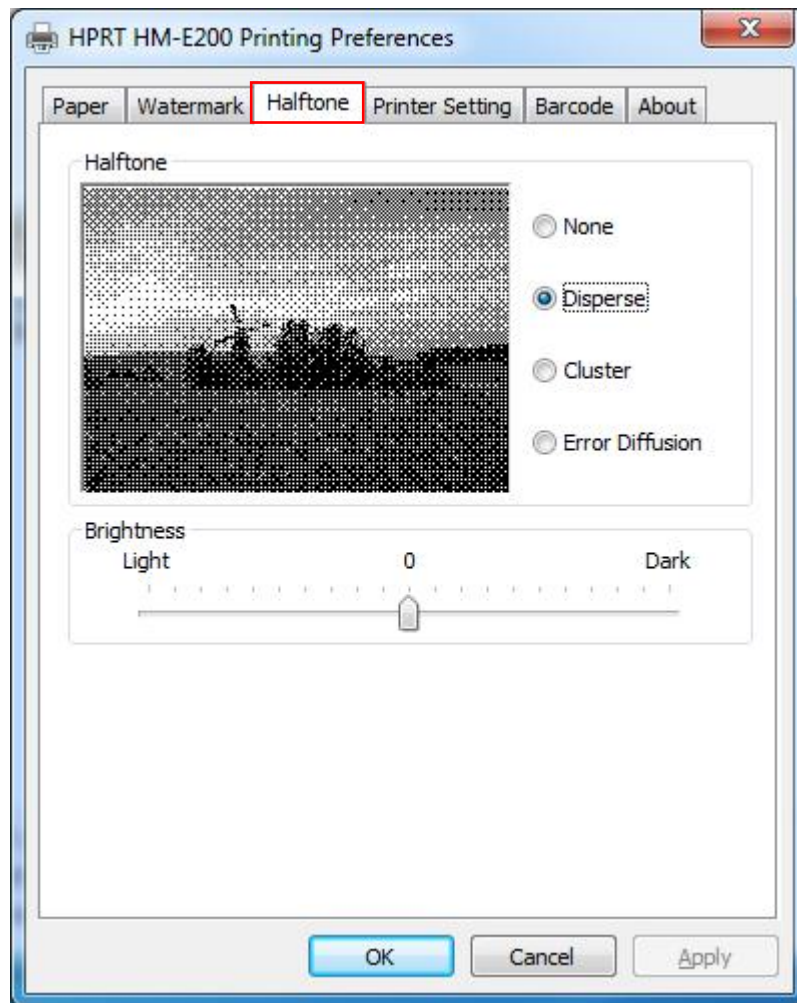 HPRT HM-E200 Printing Preferences
Paper Watermark Halftone Printer Setting Barcode About
Halftone
None
Disperse
Cluster
Error Diffusion
Brightness
Light 0 Dark
OK Cancel Apply